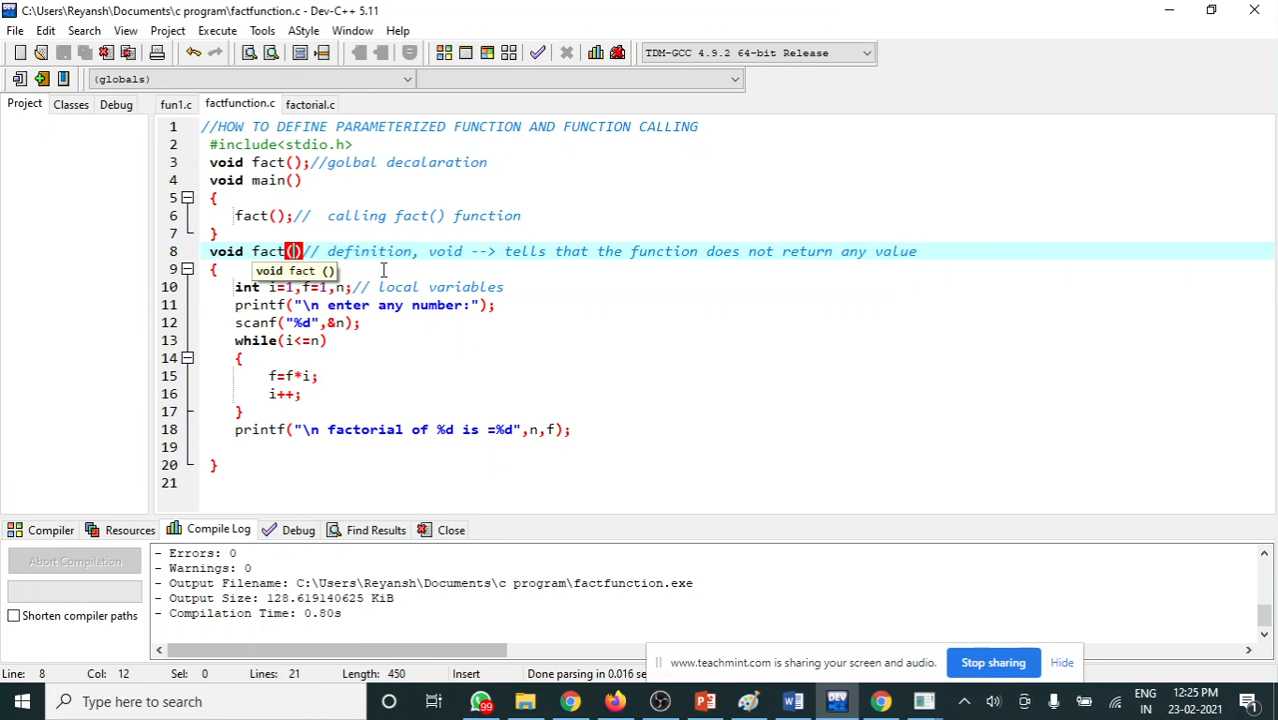 C:\Users\Reyansh\Documents\c program\factfunction.c - Dev-C++ 5.11
File Edit Search View Project Execute Tools AStyle Window Help
TDM-GCC 4.9.2 64-bit Release
(globals)
Project Classes Debug fun1.c factfunction.c factorial.c
1 //HOW TO DEFINE PARAMETERIZED FUNCTION AND FUNCTION CALLING
2 #include<stdio.h>
3 void fact();//golbal decalaration
4 void main()
5 {
6 fact();//  calling fact() function
7 }
8 void fact()// definition, void --> tells that the function does not return any value
void fact ()
9 {
10 int i=1,f=1,n;// local variables
11 printf("\n enter any number:");
12 scanf("%d",&n);
13 while(i<=n)
14 {
15 f=f*i;
16 i++;
17 }
18 printf("\n factorial of %d is =%d",n,f);
19
20 }
21
Compiler Resources Compile Log Debug Find Results Close
Abort Compilation
Shorten compiler paths
- Errors: 0
- Warnings: 0
- Output Filename: C:\Users\Reyansh\Documents\c program\factfunction.exe
- Output Size: 128.619140625 KiB
- Compilation Time: 0.80s
www.teachmint.com is sharing your screen and audio. Stop sharing Hide
Line: 8 Col: 12 Sel: 0 Lines: 21 Length: 450 Insert Done parsing in 0.016 se
Type here to search
99
ENG
IN
12:25 PM
23-02-2021
1